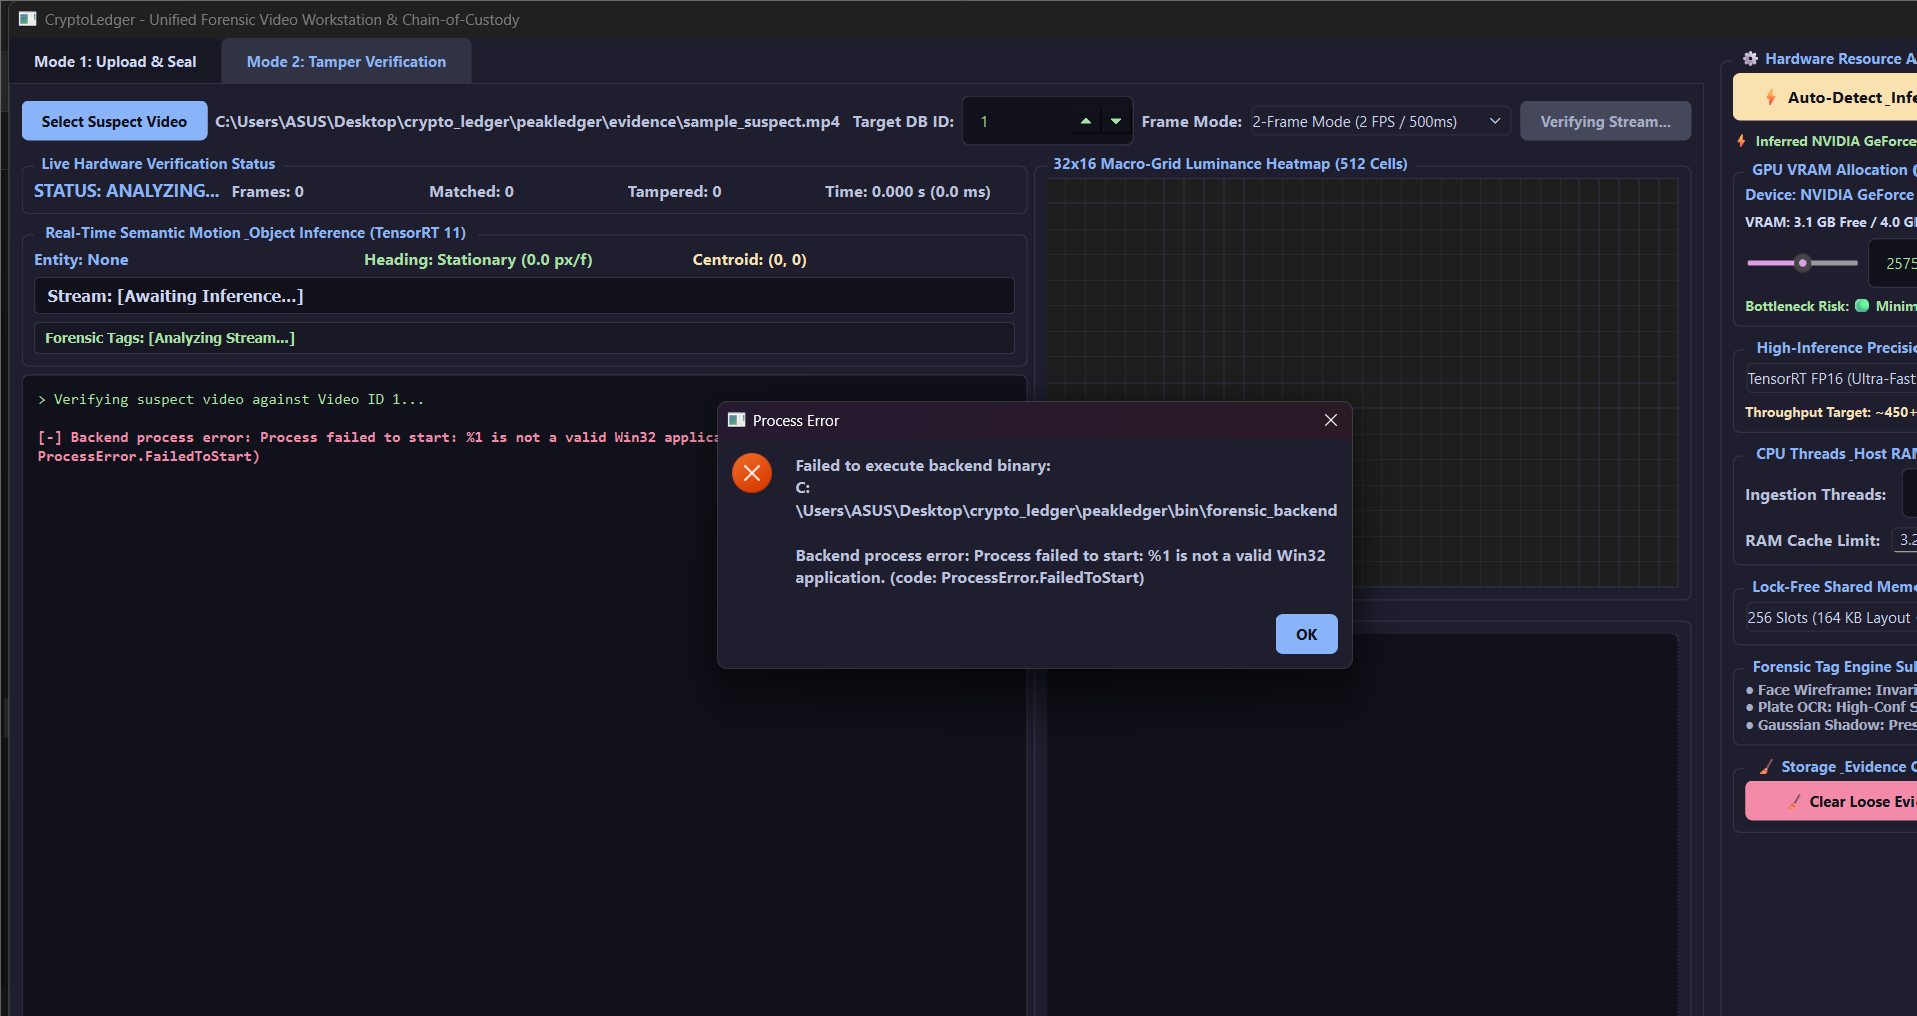 CryptoLedger - Unified Forensic Video Workstation & Chain-of-Custody
Mode 1: Upload & Seal
Mode 2: Tamper Verification
Select Suspect Video
C:\Users\ASUS\Desktop\crypto_ledger\peakledger\evidence\sample_suspect.mp4
Target DB ID:
1
Frame Mode:
2-Frame Mode (2 FPS / 500ms)
Verifying Stream...
Live Hardware Verification Status
STATUS: ANALYZING...
Frames: 0
Matched: 0
Tampered: 0
Time: 0.000 s (0.0 ms)
Real-Time Semantic Motion _Object Inference (TensorRT 11)
Entity: None
Heading: Stationary (0.0 px/f)
Centroid: (0, 0)
Stream: [Awaiting Inference...]
Forensic Tags: [Analyzing Stream...]
> Verifying suspect video against Video ID 1...
[-] Backend process error: Process failed to start: %1 is not a valid Win32 applica
ProcessError.FailedToStart)
32x16 Macro-Grid Luminance Heatmap (512 Cells)
Process Error
Failed to execute backend binary:
C:
\Users\ASUS\Desktop\crypto_ledger\peakledger\bin\forensic_backend
Backend process error: Process failed to start: %1 is not a valid Win32
application. (code: ProcessError.FailedToStart)
OK
Hardware Resource A
Auto-Detect _Infe
Inferred NVIDIA GeForce
GPU VRAM Allocation (
Device: NVIDIA GeForce
VRAM: 3.1 GB Free / 4.0 G
2575
Bottleneck Risk: Minim
High-Inference Precisio
TensorRT FP16 (Ultra-Fast
Throughput Target: ~450+
CPU Threads _Host RAM
Ingestion Threads:
RAM Cache Limit:
3.2
Lock-Free Shared Mem
256 Slots (164 KB Layout
Forensic Tag Engine Sul
● Face Wireframe: Invari
● Plate OCR: High-Conf S
● Gaussian Shadow: Pres
Storage _Evidence C
Clear Loose Evi